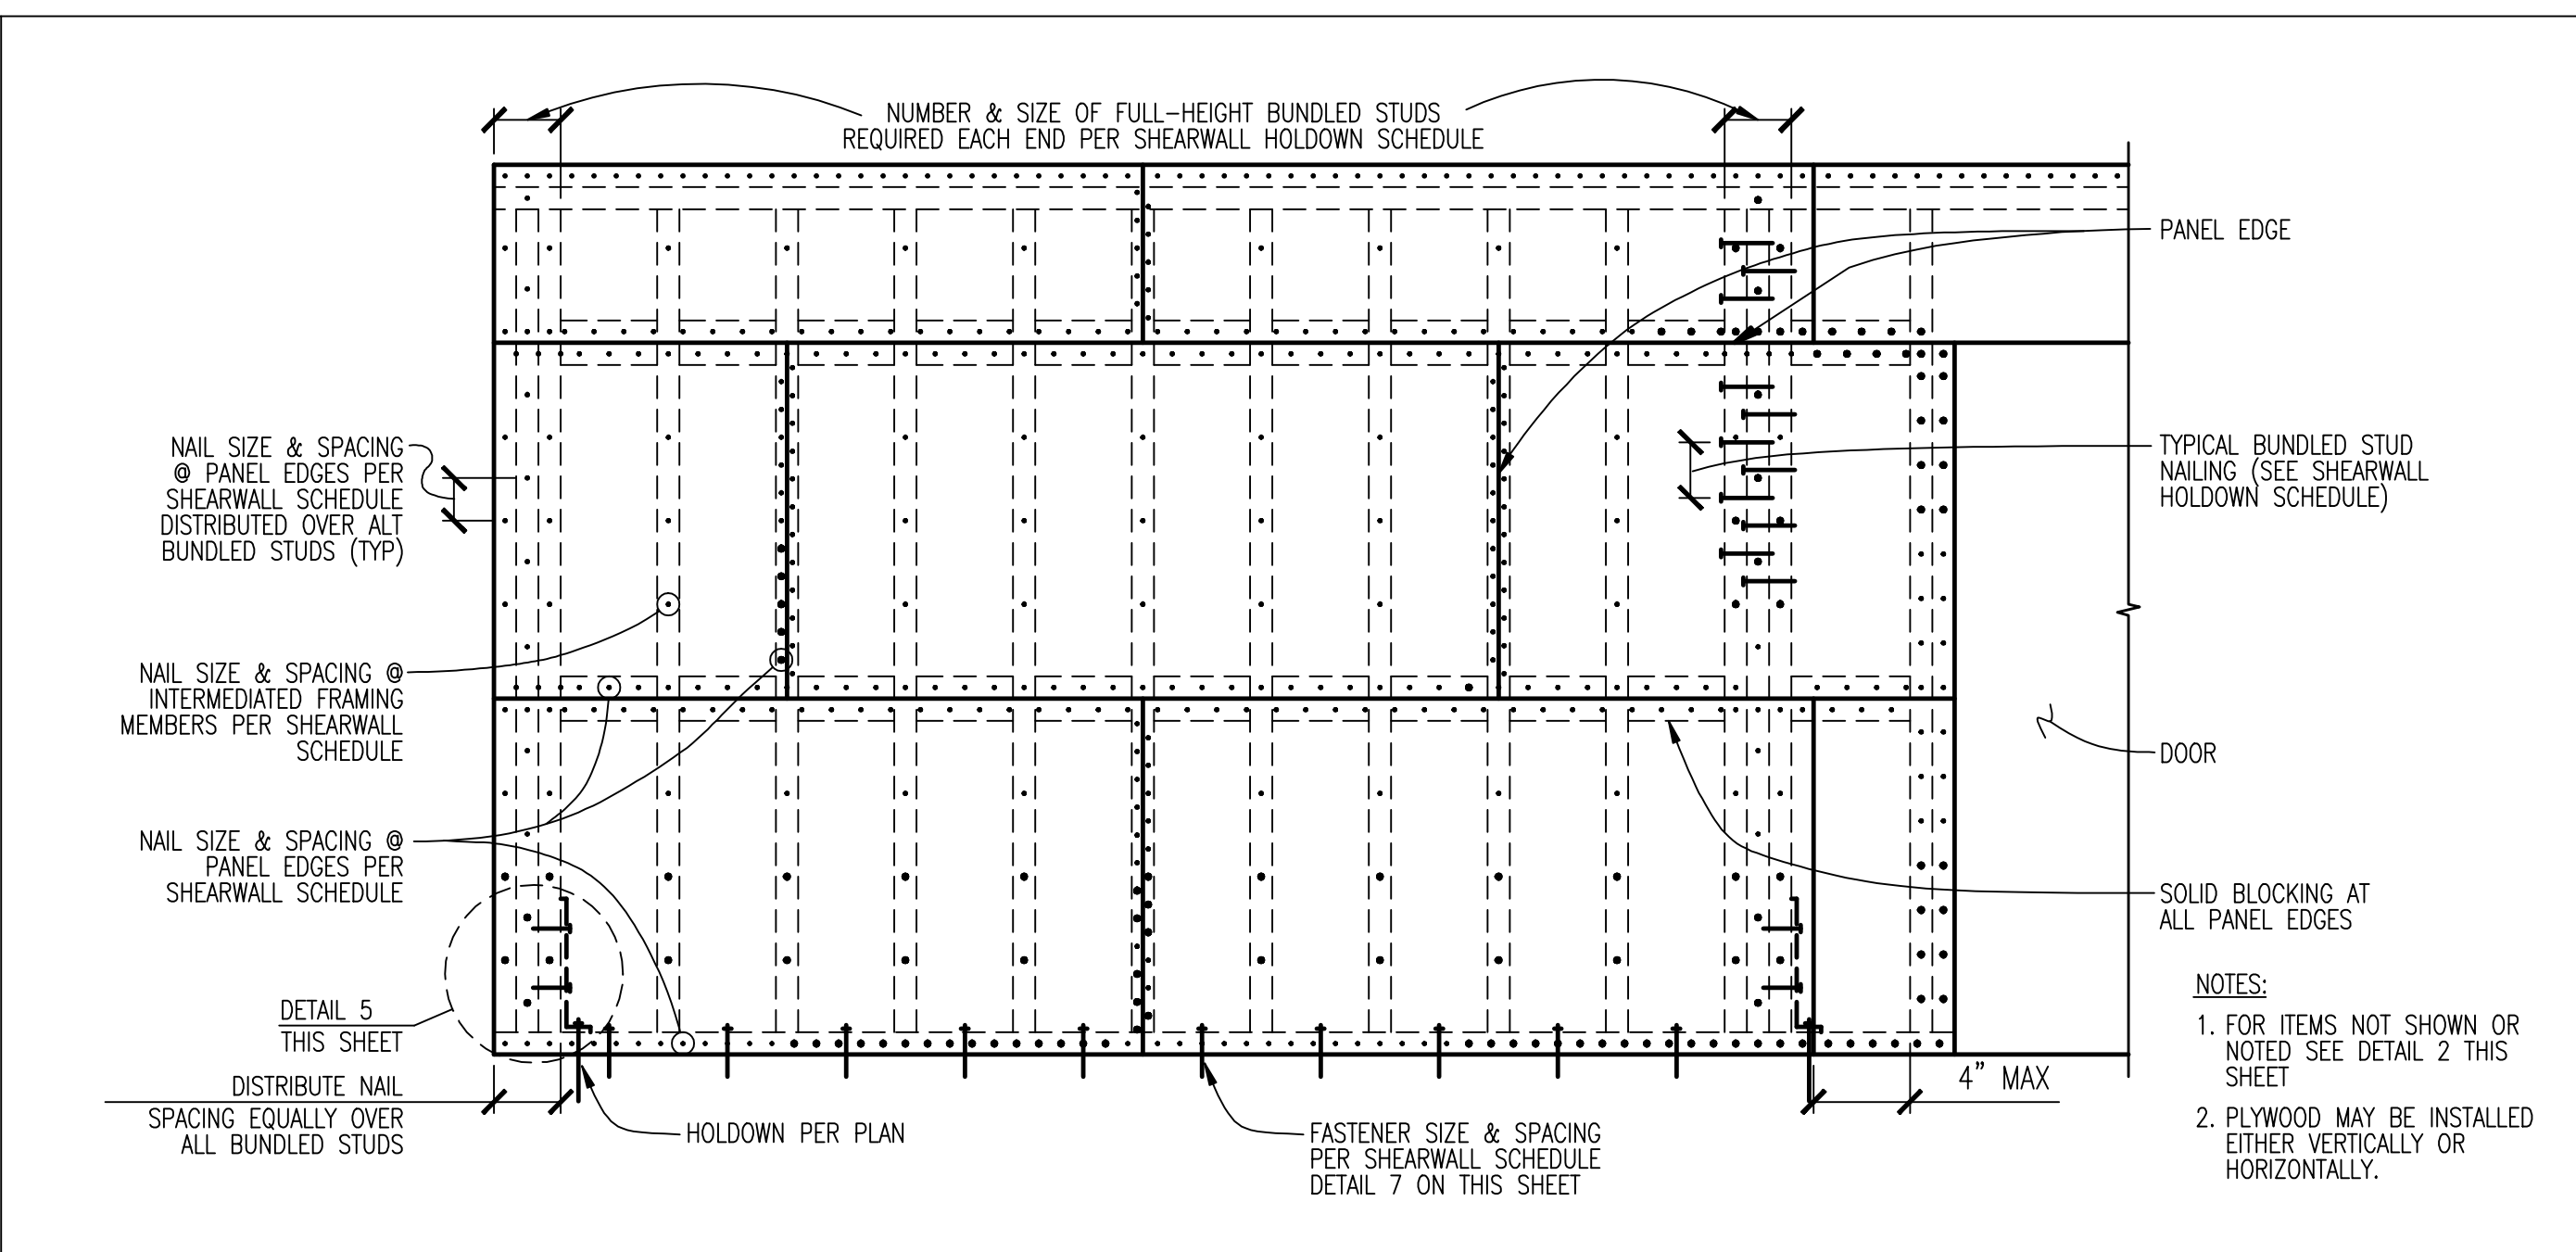 NUMBER & SIZE OF FULL-HEIGHT BUNDLED STUDS
REQUIRED EACH END PER SHEARWALL HOLDOWN SCHEDULE
PANEL EDGE
NAIL SIZE & SPACING
@ PANEL EDGES PER
SHEARWALL SCHEDULE
DISTRIBUTED OVER ALT
BUNDLED STUDS (TYP)
TYPICAL BUNDLED STUD
NAILING (SEE SHEARWALL
HOLDOWN SCHEDULE)
NAIL SIZE & SPACING @
INTERMEDIATED FRAMING
MEMBERS PER SHEARWALL
SCHEDULE
DOOR
NAIL SIZE & SPACING @
PANEL EDGES PER
SHEARWALL SCHEDULE
SOLID BLOCKING AT
ALL PANEL EDGES
DETAIL 5
THIS SHEET
DISTRIBUTE NAIL
SPACING EQUALLY OVER
ALL BUNDLED STUDS
HOLDOWN PER PLAN
FASTENER SIZE & SPACING
PER SHEARWALL SCHEDULE
DETAIL 7 ON THIS SHEET
4" MAX
NOTES:
1. FOR ITEMS NOT SHOWN OR
NOTED SEE DETAIL 2 THIS
SHEET
2. PLYWOOD MAY BE INSTALLED
EITHER VERTICALLY OR
HORIZONTALLY.